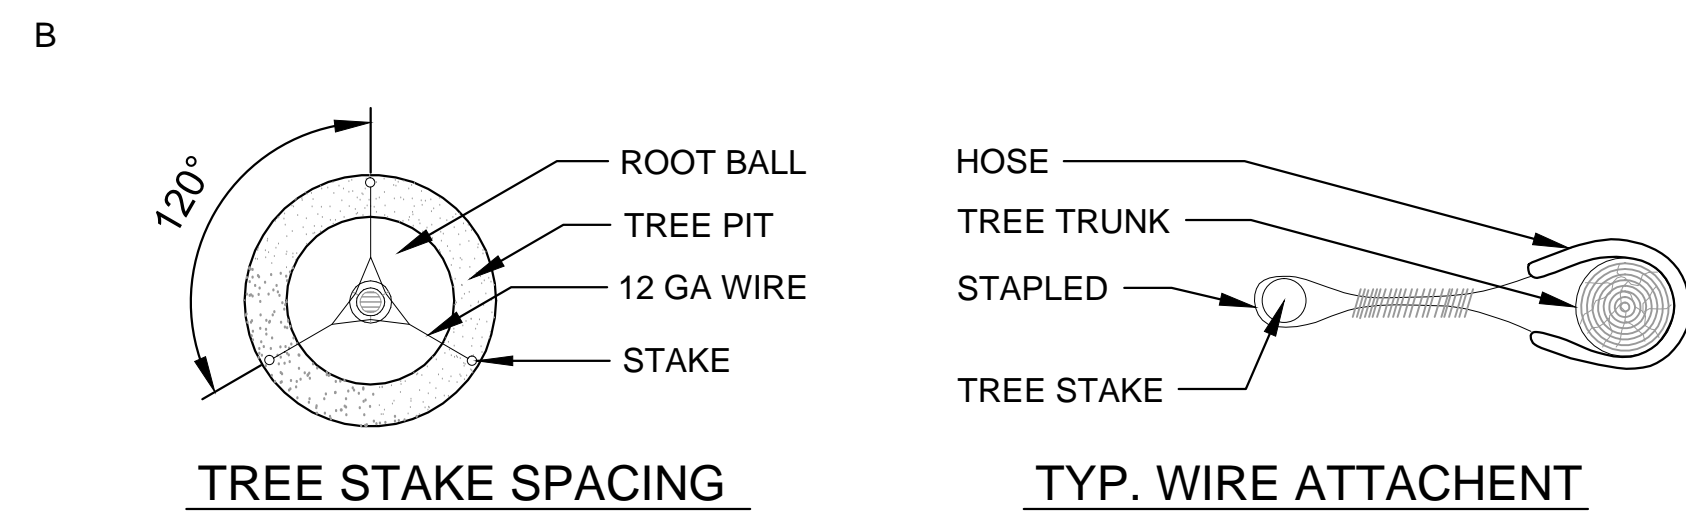 B
120°
ROOT BALL
TREE PIT
12 GA WIRE
STAKE
TREE STAKE SPACING
HOSE
TREE TRUNK
STAPLED
TREE STAKE
TYP. WIRE ATTACHENT